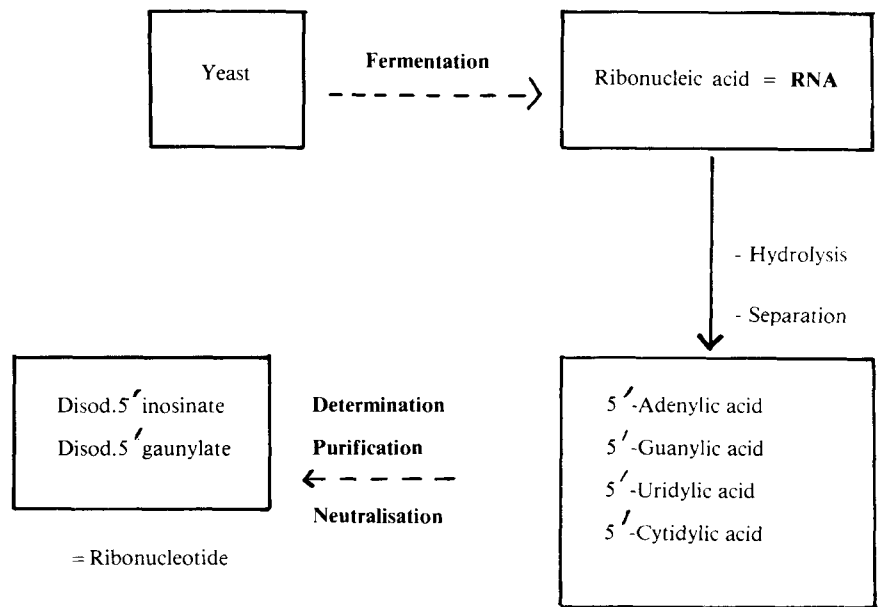 Yeast
Fermentation
Ribonucleic acid = RNA
- Hydrolysis
- Separation
5'-Adenylic acid
5'-Guanylic acid
5'-Uridylic acid
5'-Cytidylic acid
Determination
Purification
Neutralisation
Disod.5'inosinate
Disod.5'gaunylate
= Ribonucleotide